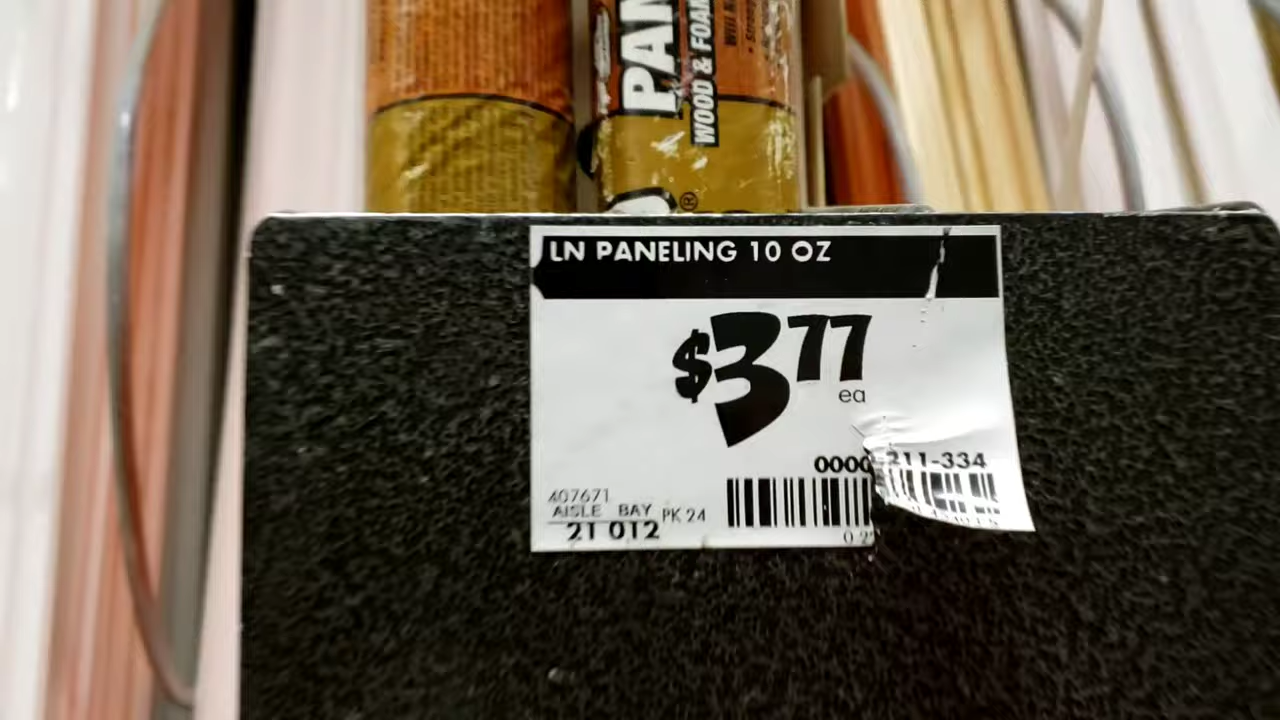 PAN
WOOD & FOAM
LN PANELING 10 OZ
$3 77
ea
0000 211-334
407671
AISLE BAY PK 24
21 012